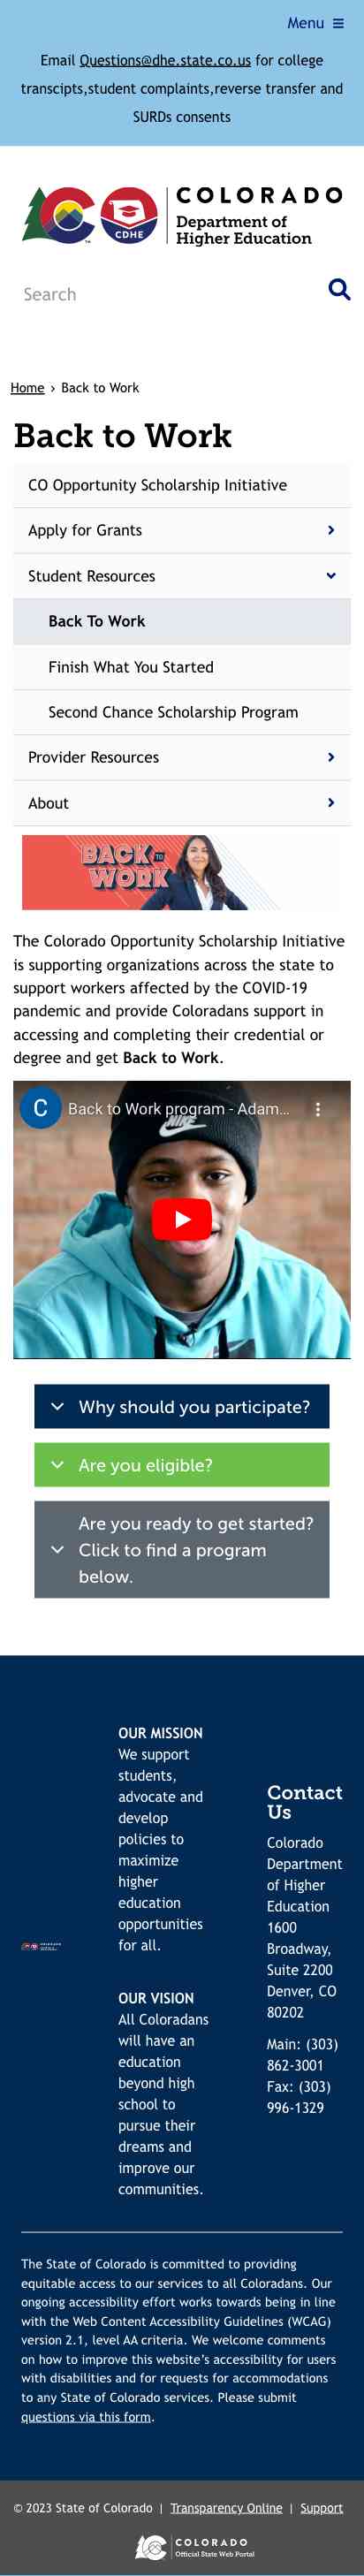 Menu
Email Questions@dhe.state.co.us for college
transcipts,student complaints,reverse transfer and
SURDs consents
CDHE
COLORADO
Department of
Higher Education
Search
Home › Back to Work
Back to Work
CO Opportunity Scholarship Initiative
Apply for Grants
Student Resources
Back To Work
Finish What You Started
Second Chance Scholarship Program
Provider Resources
About
BACK TO
WORK
The Colorado Opportunity Scholarship Initiative
is supporting organizations across the state to
support workers affected by the COVID-19
pandemic and provide Coloradans support in
accessing and completing their credential or
degree and get Back to Work.
C
Back to Work program - Adam...
Why should you participate?
Are you eligible?
Are you ready to get started?
Click to find a program
below.
OUR MISSION
We support
students,
advocate and
develop
policies to
maximize
higher
education
opportunities
for all.
OUR VISION
All Coloradans
will have an
education
beyond high
school to
pursue their
dreams and
improve our
communities.
Contact
Us
Colorado
Department
of Higher
Education
1600
Broadway,
Suite 2200
Denver, CO
80202
Main: (303)
862-3001
Fax: (303)
996-1329
The State of Colorado is committed to providing
equitable access to our services to all Coloradans. Our
ongoing accessibility effort works towards being in line
with the Web Content Accessibility Guidelines (WCAG)
version 2.1, level AA criteria. We welcome comments
on how to improve this website's accessibility for users
with disabilities and for requests for accommodations
to any State of Colorado services. Please submit
questions via this form.
© 2023 State of Colorado | Transparency Online | Support
COLORADO
Official State Web Portal